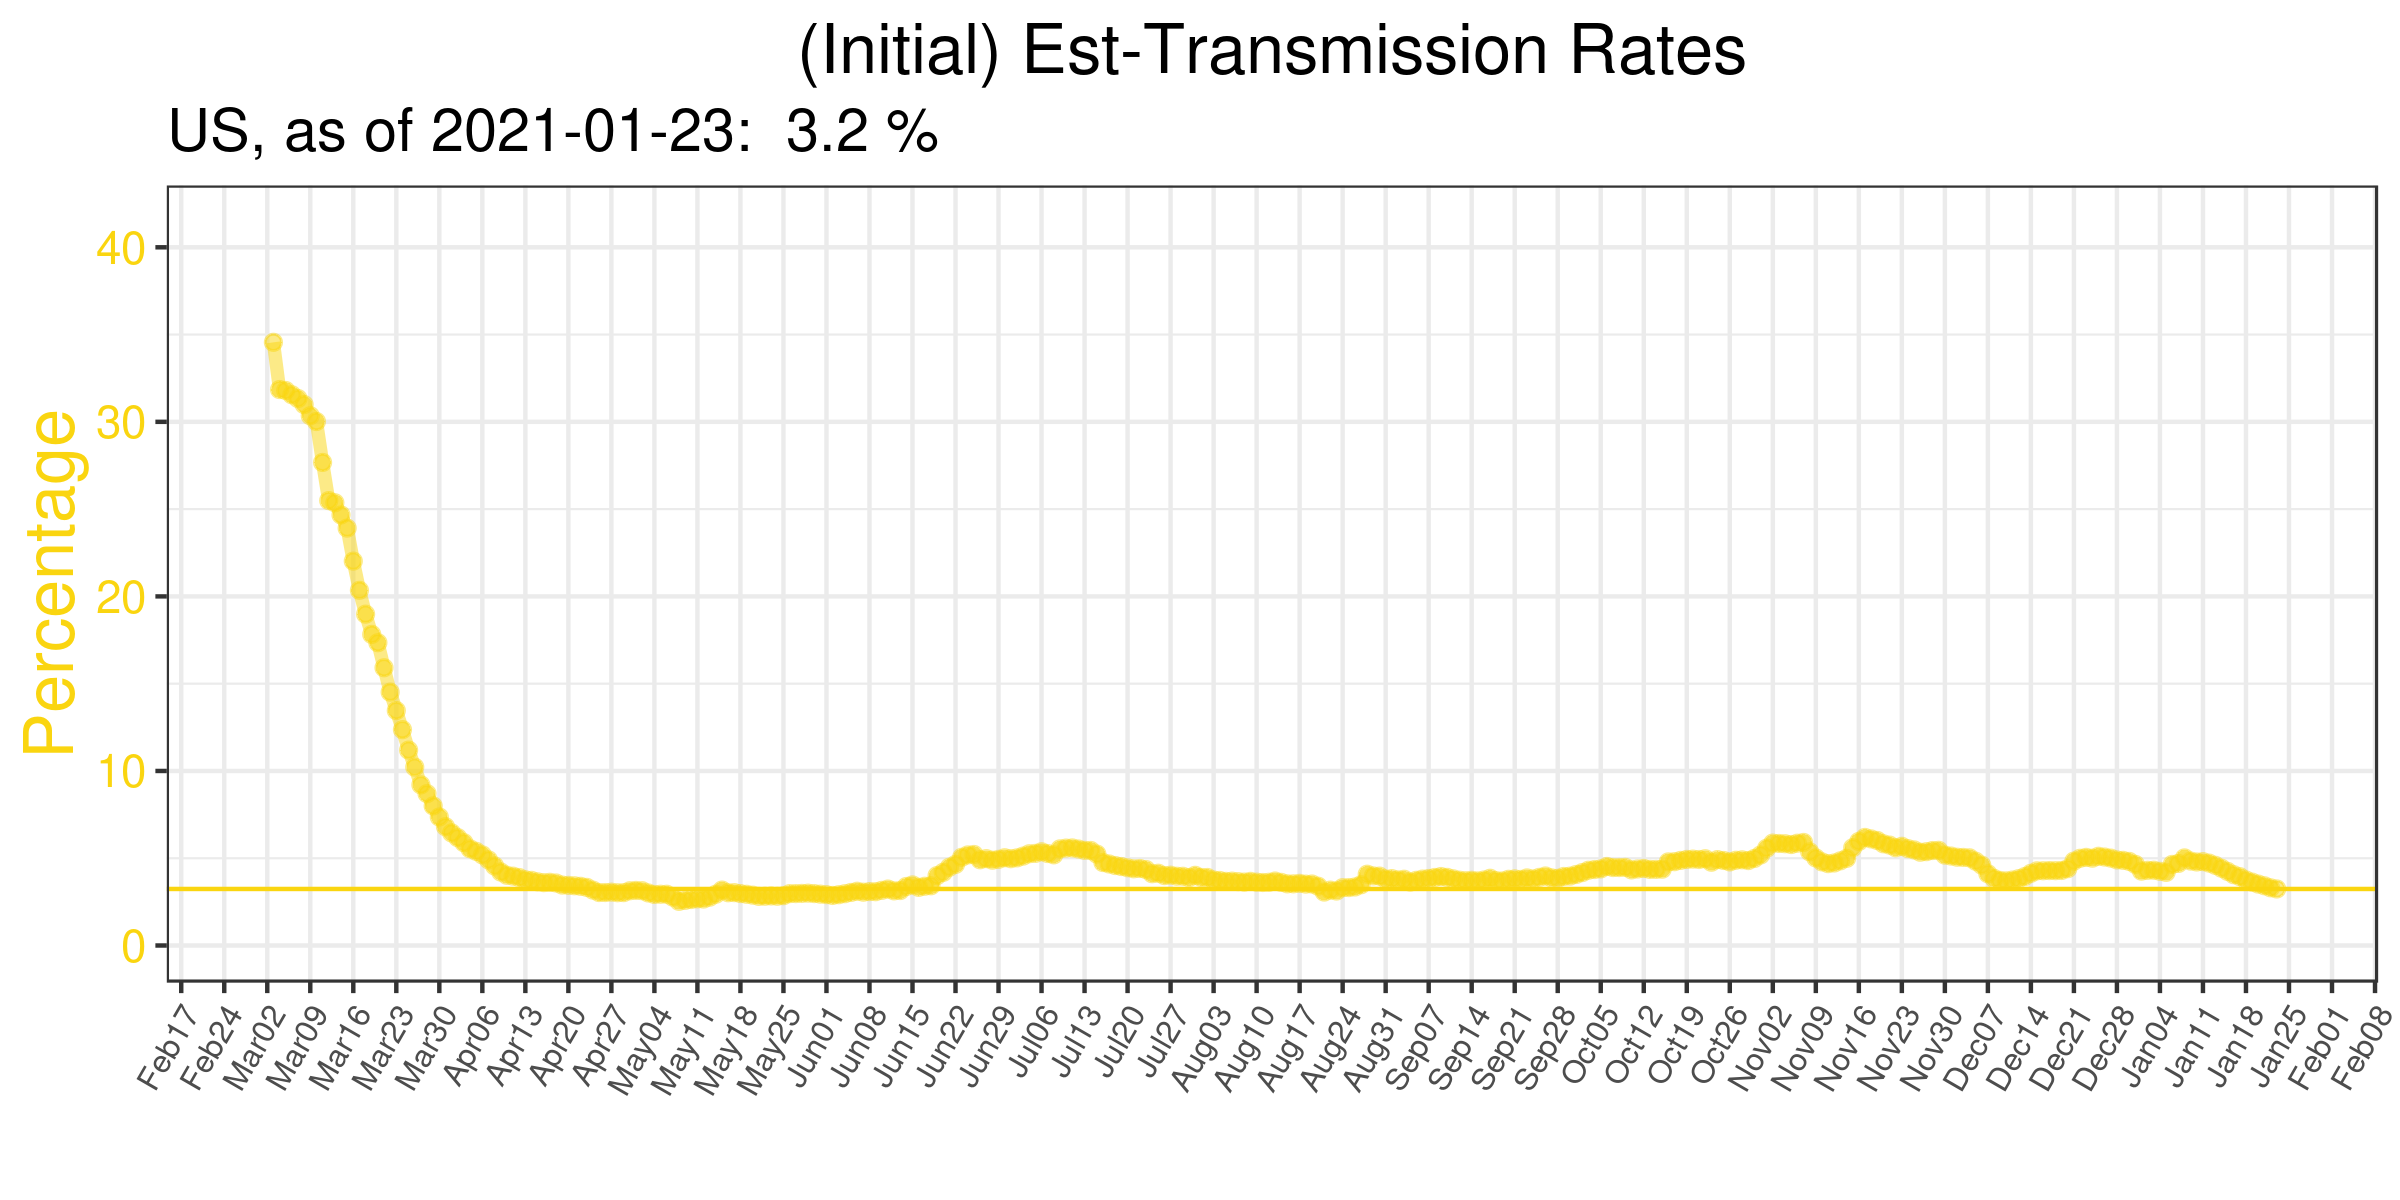 (Initial) Est-Transmission Rates
US, as of 2021-01-23:  3.2 %
Percentage
40
30
20
10
0
Feb17
Feb24
Mar02
Mar09
Mar16
Mar23
Mar30
Apr06
Apr13
Apr20
Apr27
May04
May11
May18
May25
Jun01
Jun08
Jun15
Jun22
Jun29
Jul06
Jul13
Jul20
Jul27
Aug03
Aug10
Aug17
Aug24
Aug31
Sep07
Sep14
Sep21
Sep28
Oct05
Oct12
Oct19
Oct26
Nov02
Nov09
Nov16
Nov23
Nov30
Dec07
Dec14
Dec21
Dec28
Jan04
Jan11
Jan18
Jan25
Feb01
Feb08